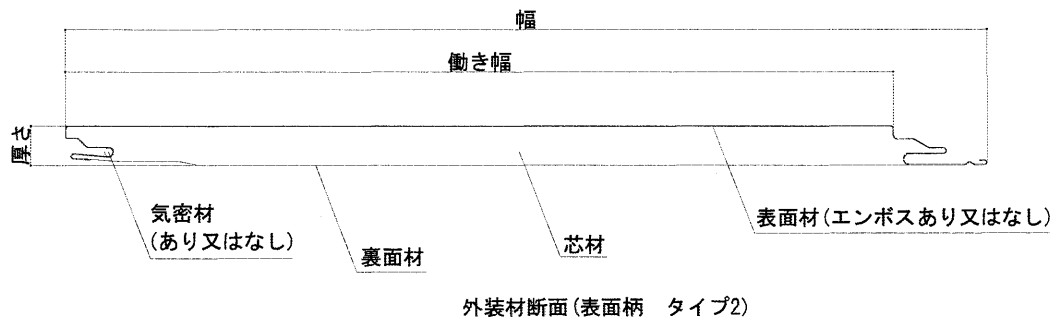 幅
働き幅
厚さ
気密材
(あり又はなし)
裏面材
芯材
表面材(エンボスあり又はなし)
外装材断面(表面柄　タイプ2)